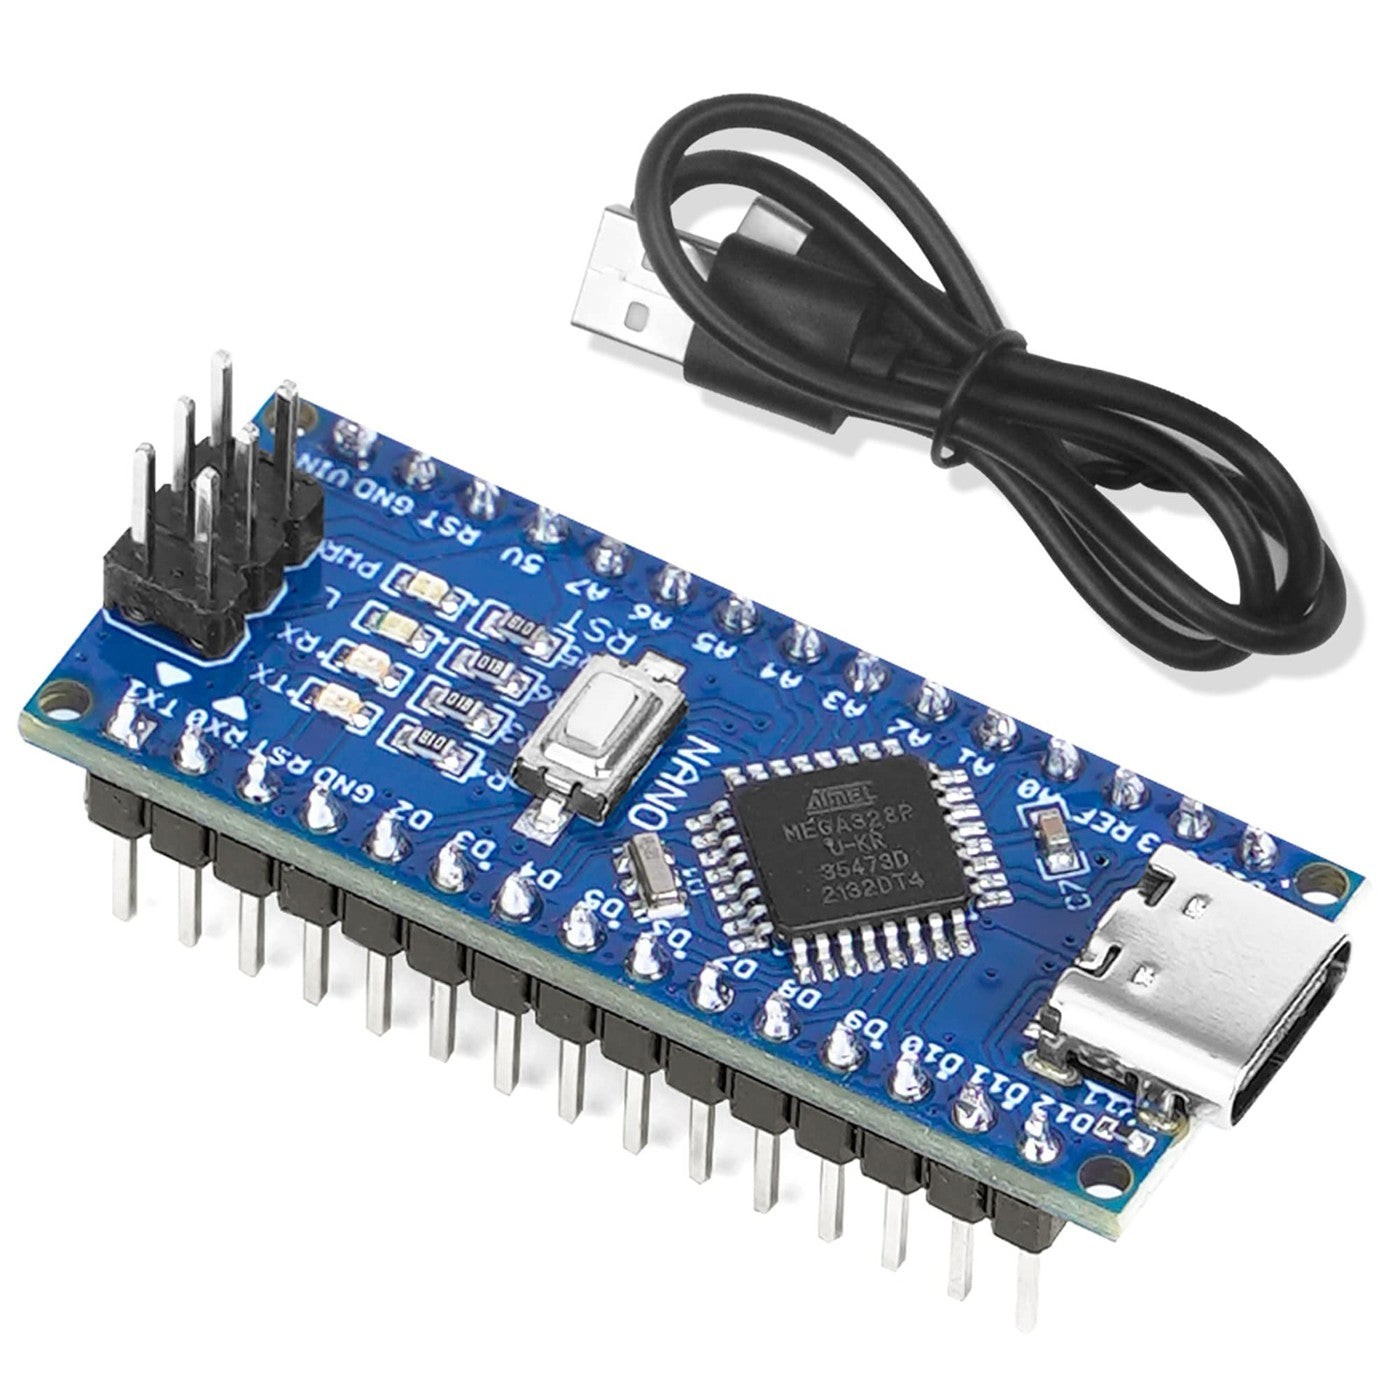 VIN
GND
RST
5V
A7
A6
A5
A4
A3
A2
A1
A0
REF
PWR
L
RX
TX
RST
NANO
Atmel
MEGA328P
U-KR
35473D
2132DT4
TX1
RX0
RST
GND
D2
D3
D4
D5
D6
D7
D8
D9
D10
D11
D12